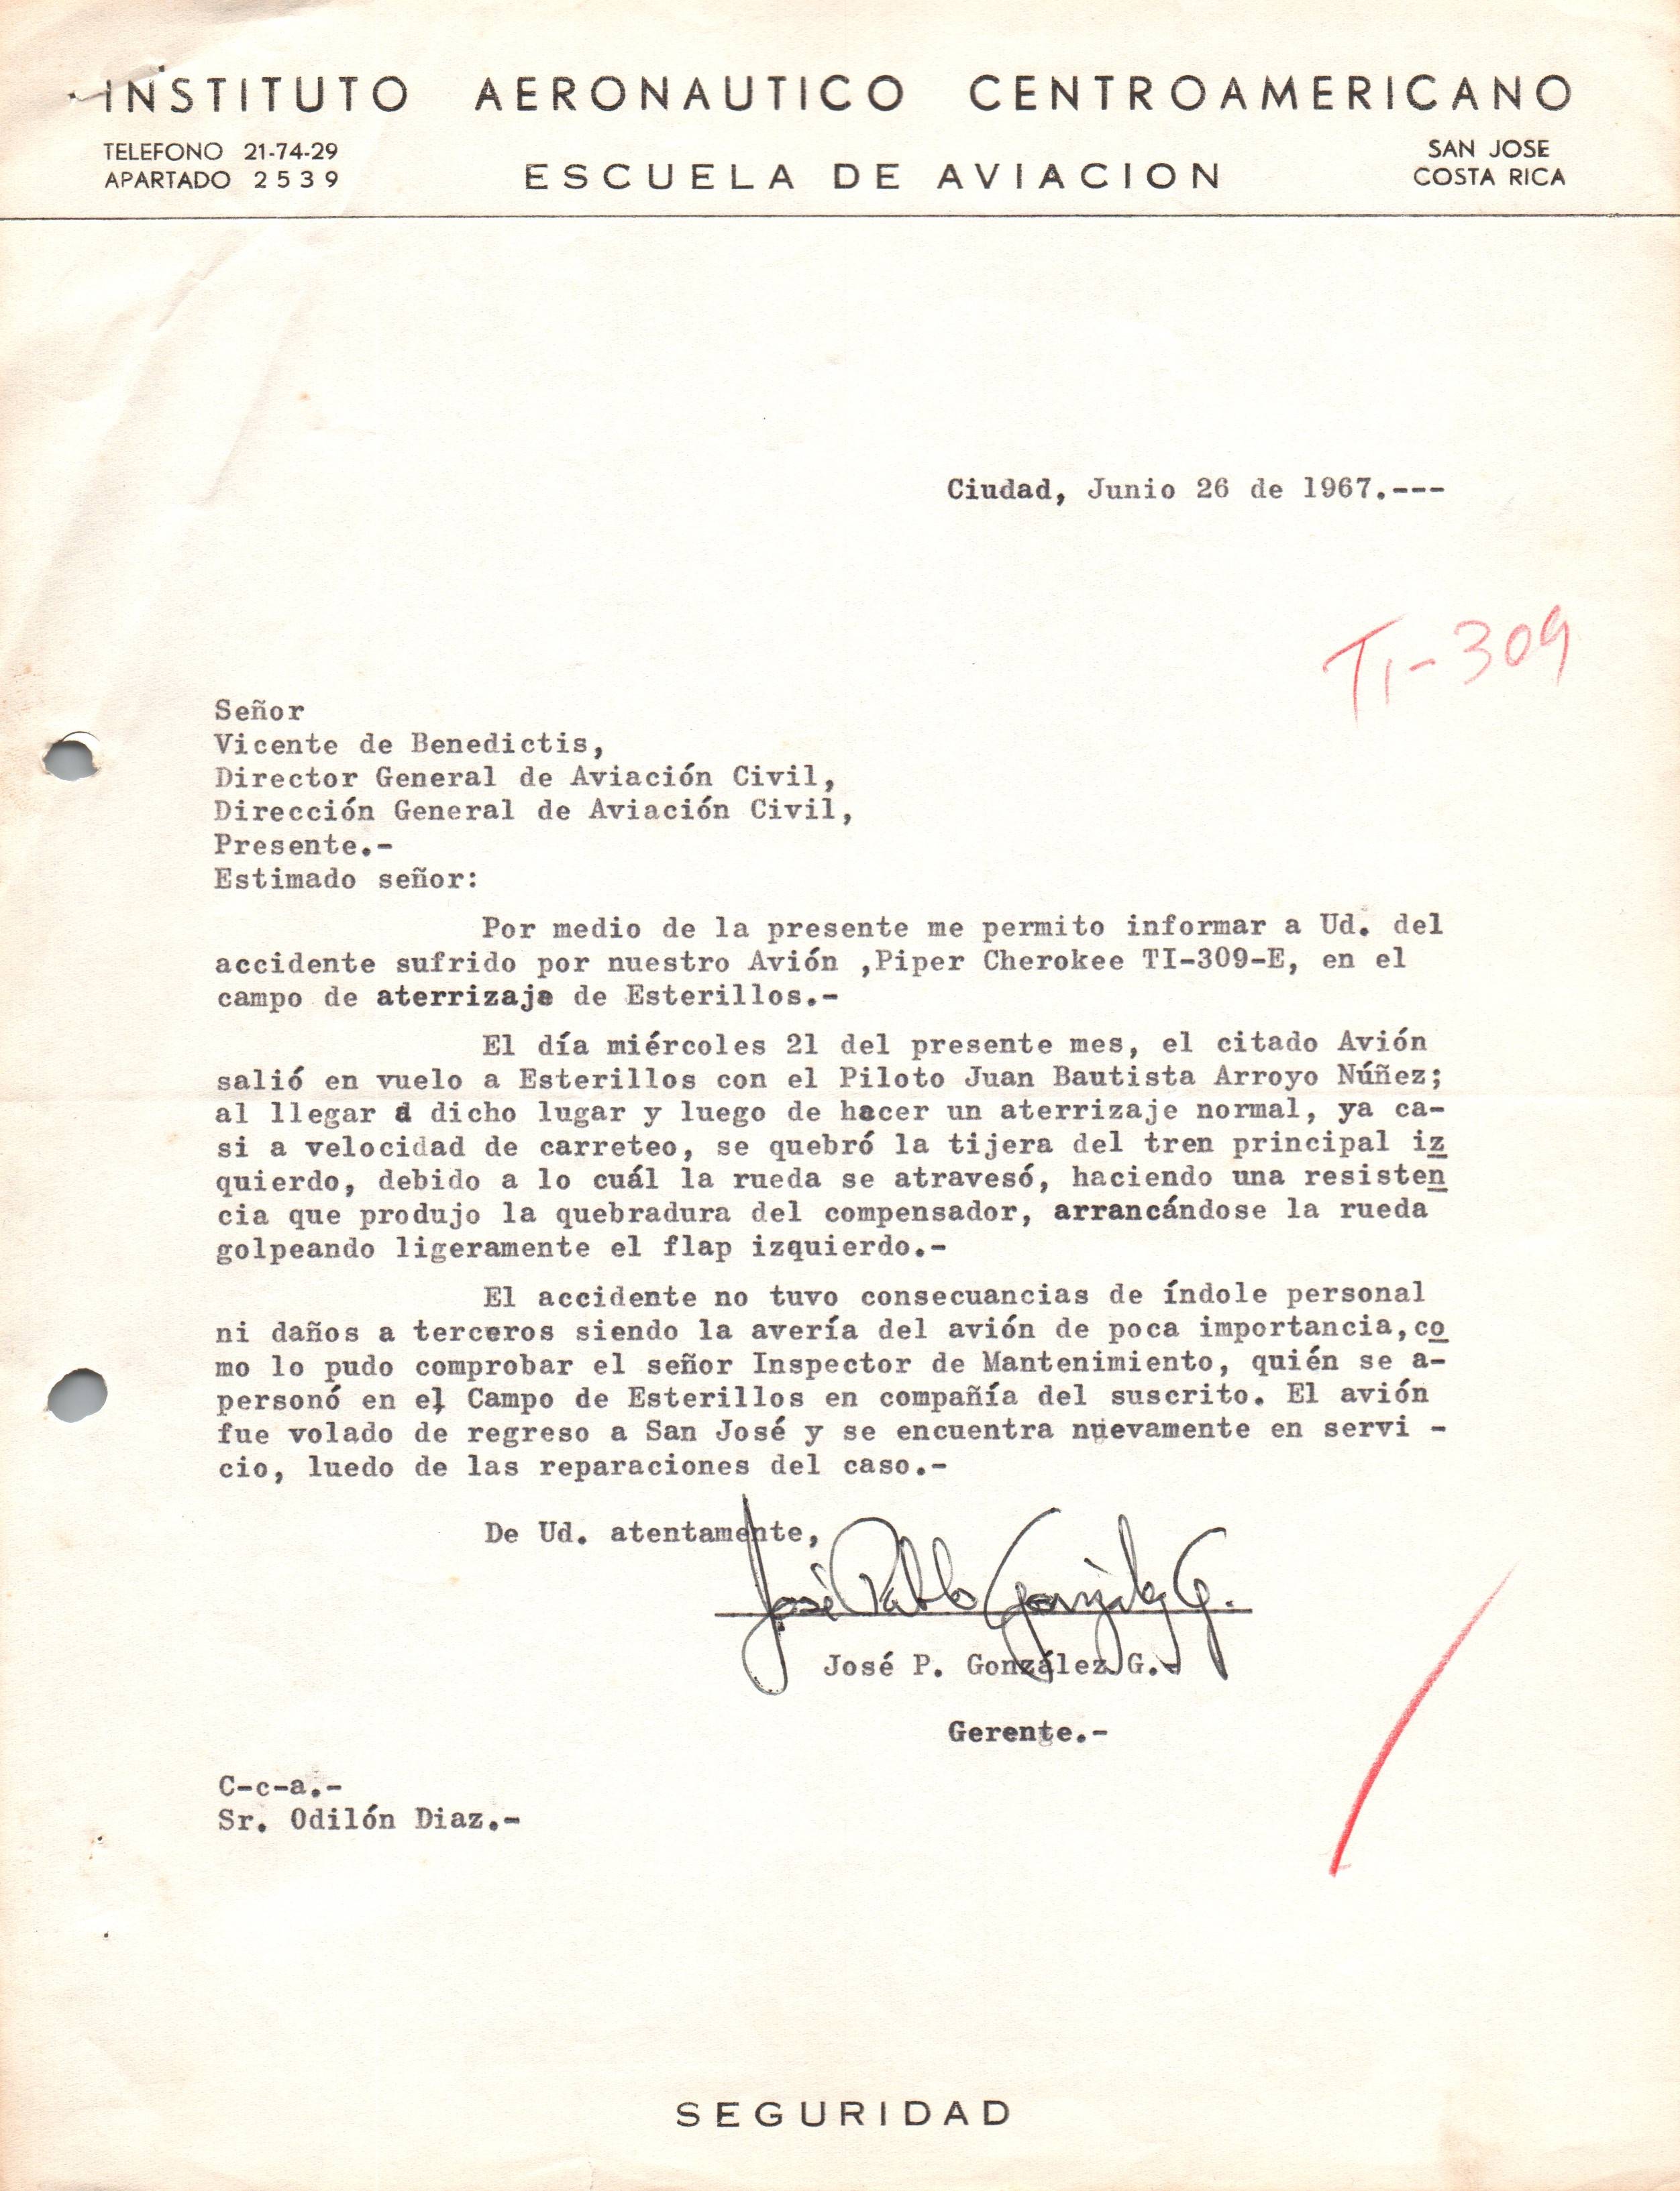 INSTITUTO AERONAUTICO CENTROAMERICANO
TELEFONO 21-74-29
APARTADO 2539
ESCUELA DE AVIACION
SAN JOSE
COSTA RICA
Ciudad, Junio 26 de 1967.---
TI-309
Señor
Vicente de Benedictis,
Director General de Aviación Civil,
Dirección General de Aviación Civil,
Presente.-
Estimado señor:
Por medio de la presente me permito informar a Ud. del
accidente sufrido por nuestro Avión ,Piper Cherokee TI-309-E, en el
campo de aterrizaje de Esterillos.-
El día miércoles 21 del presente mes, el citado Avión
salió en vuelo a Esterillos con el Piloto Juan Bautista Arroyo Núñez;
al llegar a dicho lugar y luego de hacer un aterrizaje normal, ya ca-
si a velocidad de carreteo, se quebró la tijera del tren principal iz
quierdo, debido a lo cuál la rueda se atravesó, haciendo una resisten
cia que produjo la quebradura del compensador, arrancándose la rueda
golpeando ligeramente el flap izquierdo.-
El accidente no tuvo consecuancias de índole personal
ni daños a terceros siendo la avería del avión de poca importancia,co
mo lo pudo comprobar el señor Inspector de Mantenimiento, quién se a-
personó en el Campo de Esterillos en compañía del suscrito. El avión
fue volado de regreso a San José y se encuentra nuevamente en servi -
cio, luedo de las reparaciones del caso.-
De Ud. atentamente,
José Pablo González G.
José P. González G.-
Gerente.-
C-c-a.-
Sr. Odilón Diaz.-
SEGURIDAD